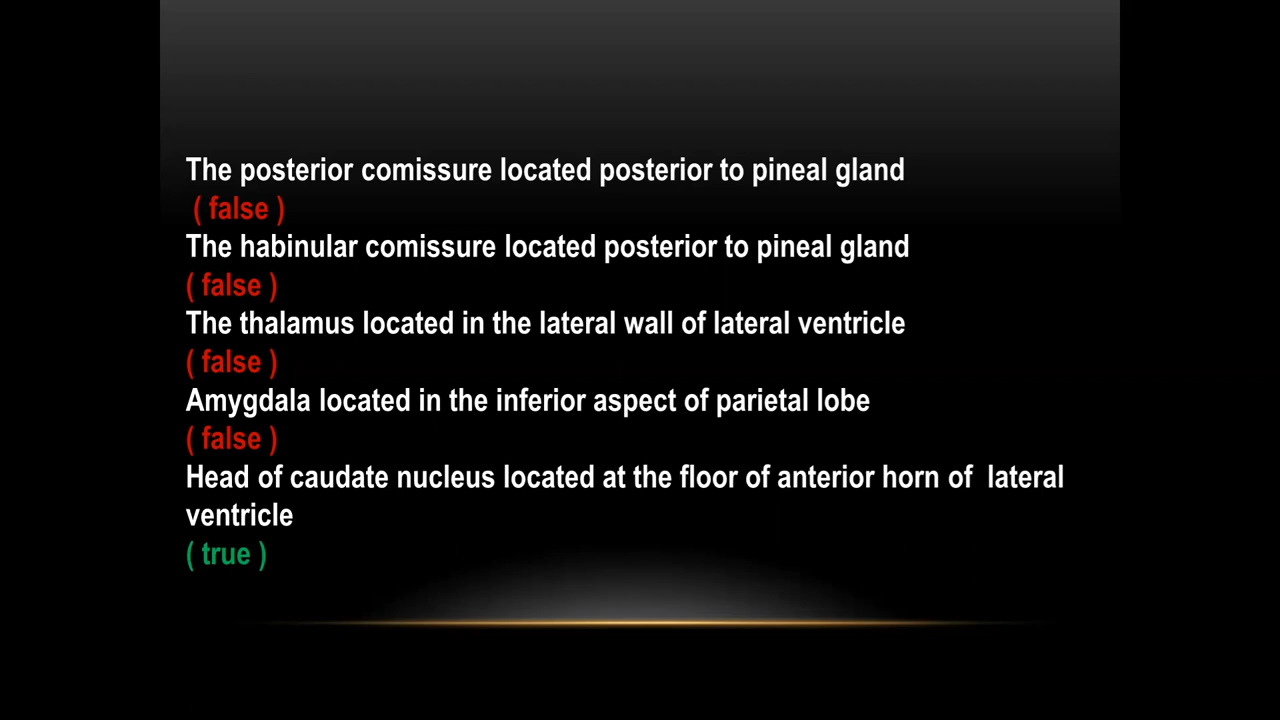 The posterior comissure located posterior to pineal gland
( false )
The habinular comissure located posterior to pineal gland
( false )
The thalamus located in the lateral wall of lateral ventricle
( false )
Amygdala located in the inferior aspect of parietal lobe
( false )
Head of caudate nucleus located at the floor of anterior horn of  lateral
ventricle
( true )